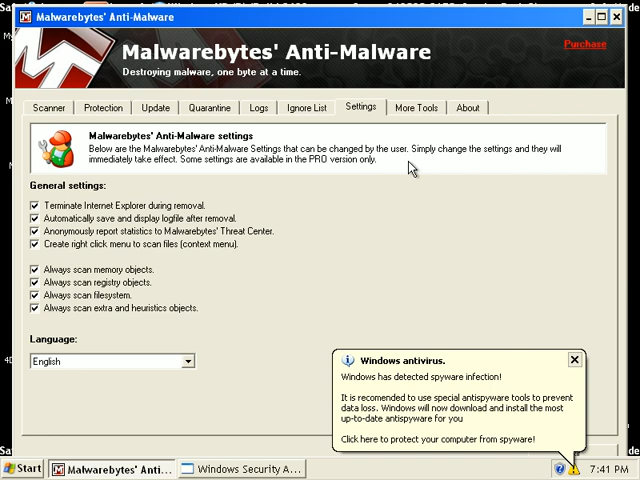 Malwarebytes' Anti-Malware
Malwarebytes' Anti-Malware
Destroying malware, one byte at a time.
Purchase
Scanner
Protection
Update
Quarantine
Logs
Ignore List
Settings
More Tools
About
Malwarebytes' Anti-Malware settings
Below are the Malwarebytes' Anti-Malware Settings that can be changed by the user. Simply change the settings and they will
immediately take effect. Some settings are available in the PRO version only.
General settings:
Terminate Internet Explorer during removal.
Automatically save and display logfile after removal.
Anonymously report statistics to Malwarebytes' Threat Center.
Create right click menu to scan files (context menu).
Always scan memory objects.
Always scan registry objects.
Always scan filesystem.
Always scan extra and heuristics objects.
Language:
English
Windows antivirus.
Windows has detected spyware infection!
It is recomended to use special antispyware tools to prevent
data loss. Windows will now download and install the most
up-to-date antispyware for you
Click here to protect your computer from spyware!
Start
Malwarebytes' Anti...
Windows Security A...
7:41 PM